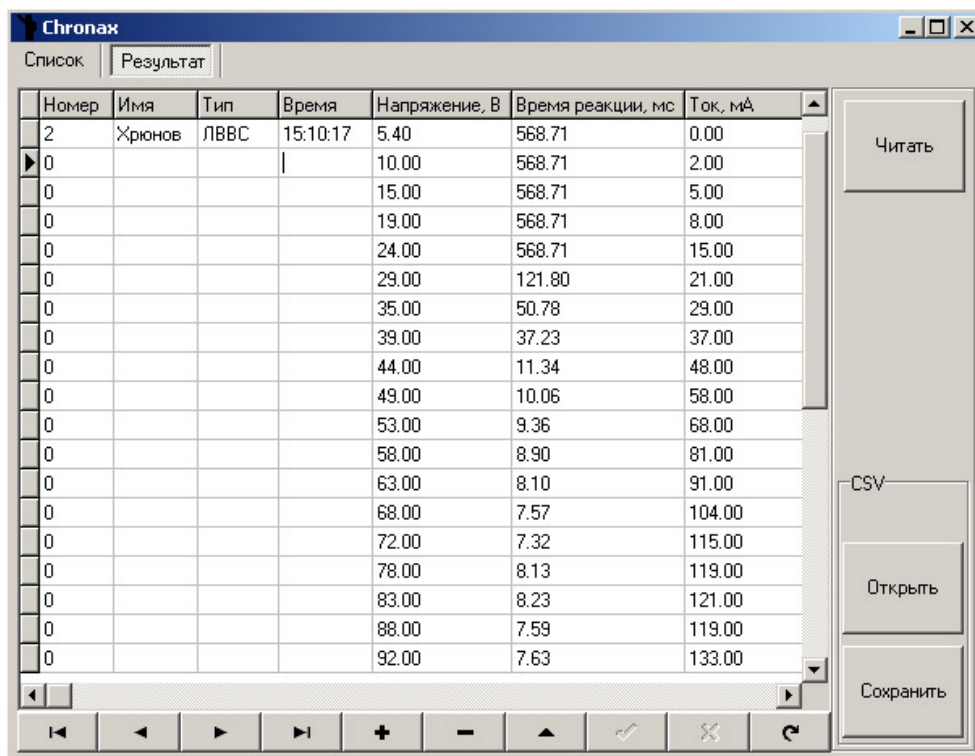 Chronax
Список Результат
Номер Имя Тип Время Напряжение, В Время реакции, мс Ток, мА
2 Хрюнов ЛВВС 15:10:17 5.40 568.71 0.00
0 10.00 568.71 2.00
0 15.00 568.71 5.00
0 19.00 568.71 8.00
0 24.00 568.71 15.00
0 29.00 121.80 21.00
0 35.00 50.78 29.00
0 39.00 37.23 37.00
0 44.00 11.34 48.00
0 49.00 10.06 58.00
0 53.00 9.36 68.00
0 58.00 8.90 81.00
0 63.00 8.10 91.00
0 68.00 7.57 104.00
0 72.00 7.32 115.00
0 78.00 8.13 119.00
0 83.00 8.23 121.00
0 88.00 7.59 119.00
0 92.00 7.63 133.00
Читать
CSV
Открыть
Сохранить